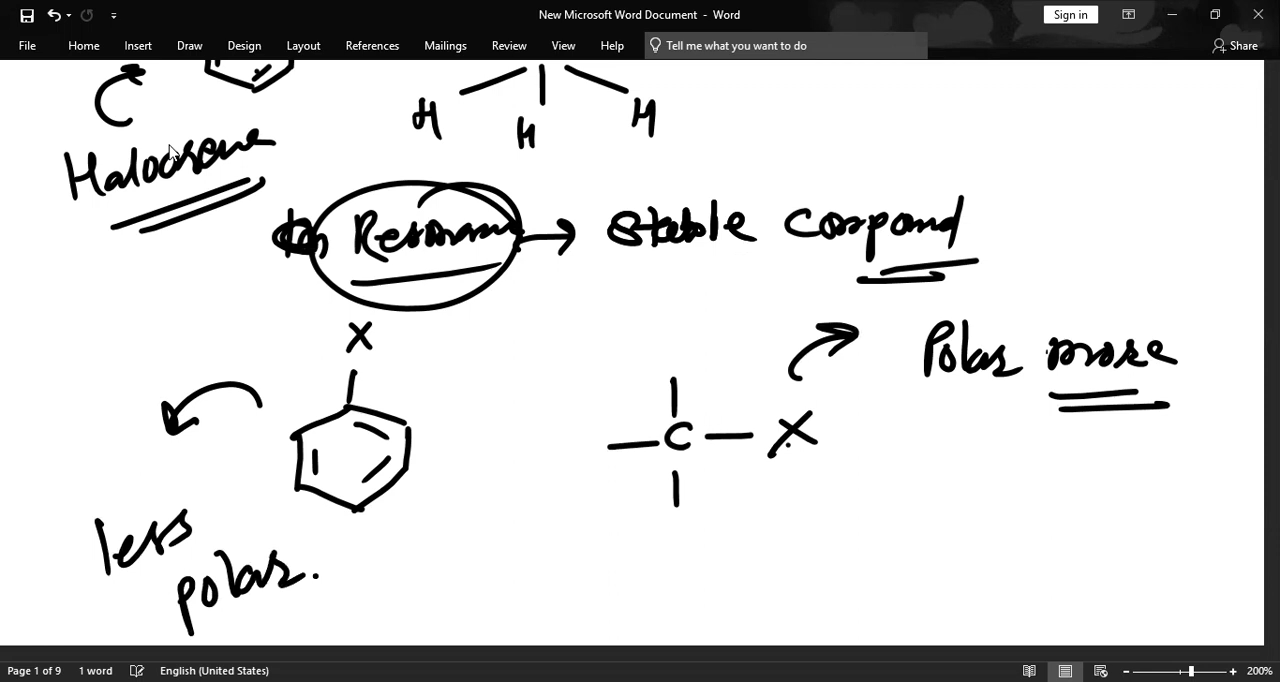 New Microsoft Word Document - Word
Sign in
File Home Insert Draw Design Layout References Mailings Review View Help Tell me what you want to do Share
H H H
Haloarene
Resonance → Stable compound
X
Polar more
C X
less
polar.
Page 1 of 9 1 word English (United States) 200%